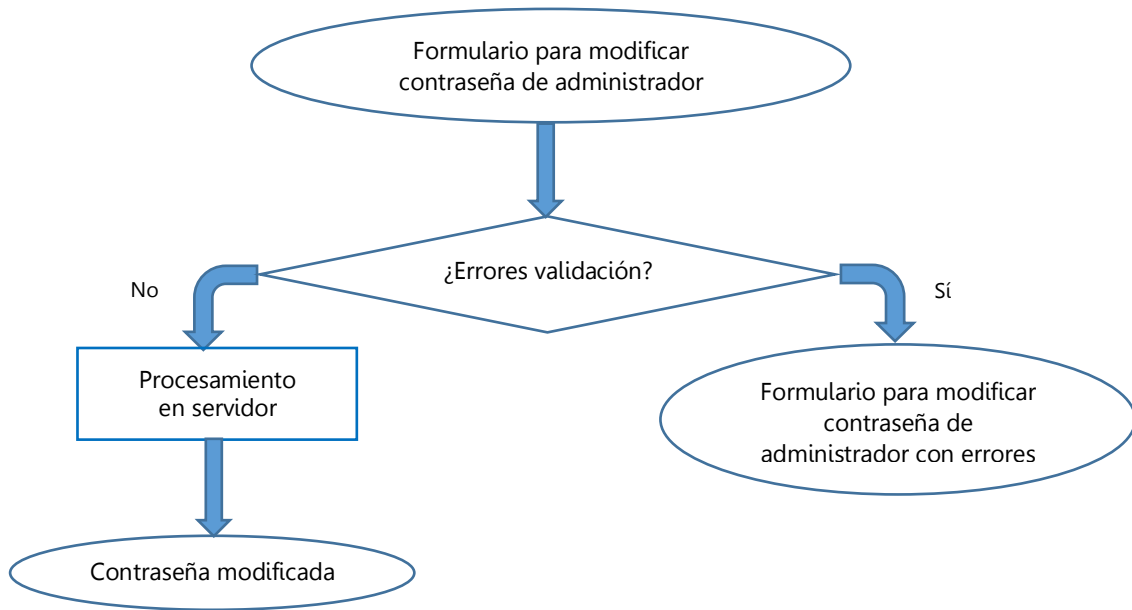 Formulario para modificar
contraseña de administrador
¿Errores validación?
No
Sí
Procesamiento
en servidor
Formulario para modificar
contraseña de
administrador con errores
Contraseña modificada